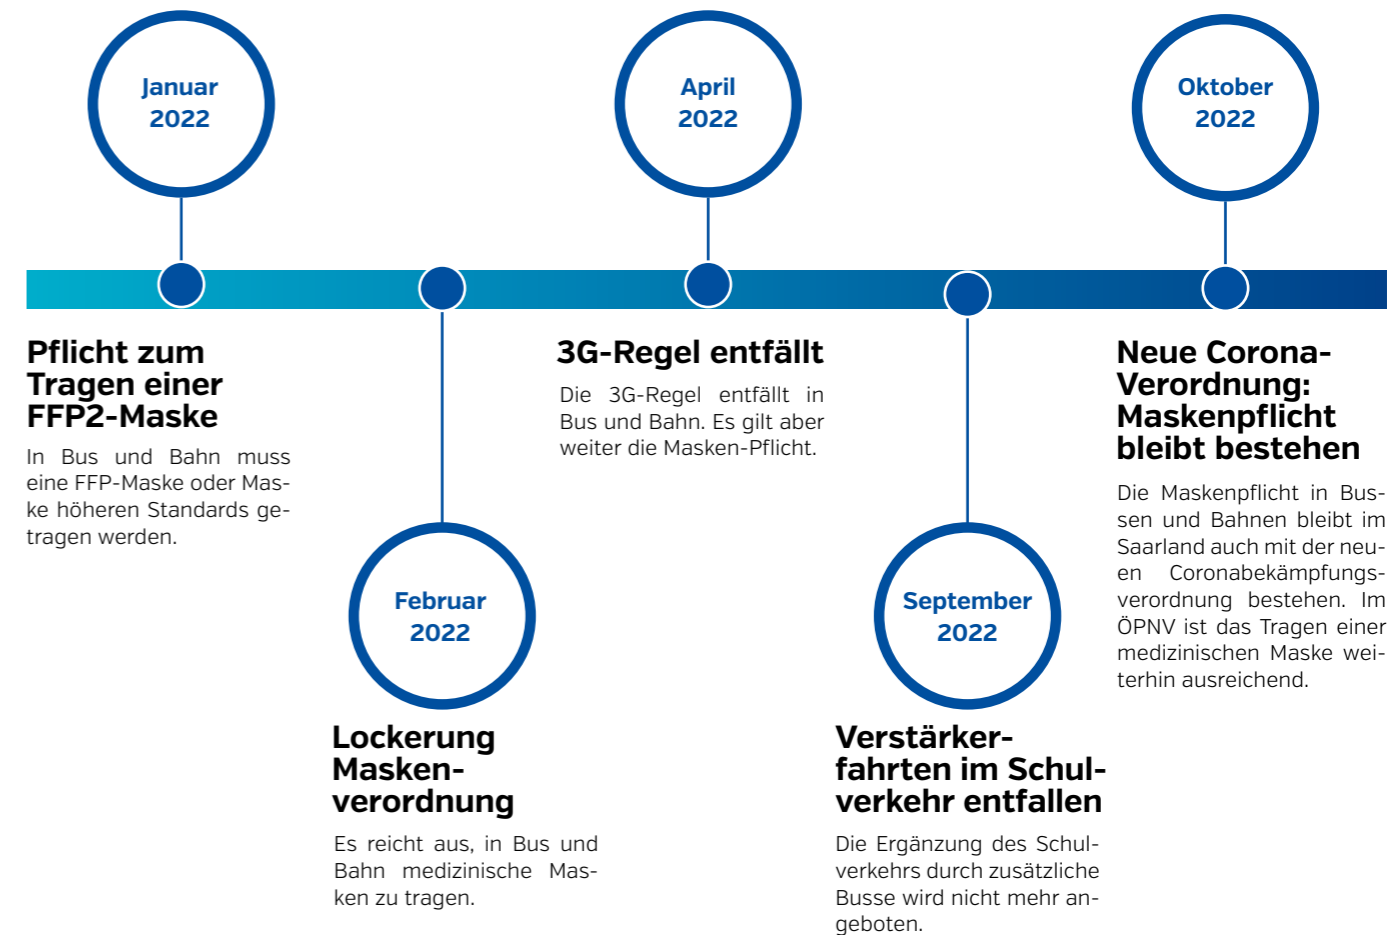 Januar
2022
Pflicht zum
Tragen einer
FFP2-Maske
In Bus und Bahn muss
eine FFP-Maske oder Mas-
ke höheren Standards ge-
tragen werden.
Februar
2022
Lockerung
Masken-
verordnung
Es reicht aus, in Bus und
Bahn medizinische Mas-
ken zu tragen.
April
2022
3G-Regel entfällt
Die 3G-Regel entfällt in
Bus und Bahn. Es gilt aber
weiter die Masken-Pflicht.
September
2022
Verstärker-
fahrten im Schul-
verkehr entfallen
Die Ergänzung des Schul-
verkehrs durch zusätzliche
Busse wird nicht mehr an-
geboten.
Oktober
2022
Neue Corona-
Verordnung:
Maskenpflicht
bleibt bestehen
Die Maskenpflicht in Bus-
sen und Bahnen bleibt im
Saarland auch mit der neu-
en Coronabekämpfungs-
verordnung bestehen. Im
ÖPNV ist das Tragen einer
medizinischen Maske wei-
terhin ausreichend.